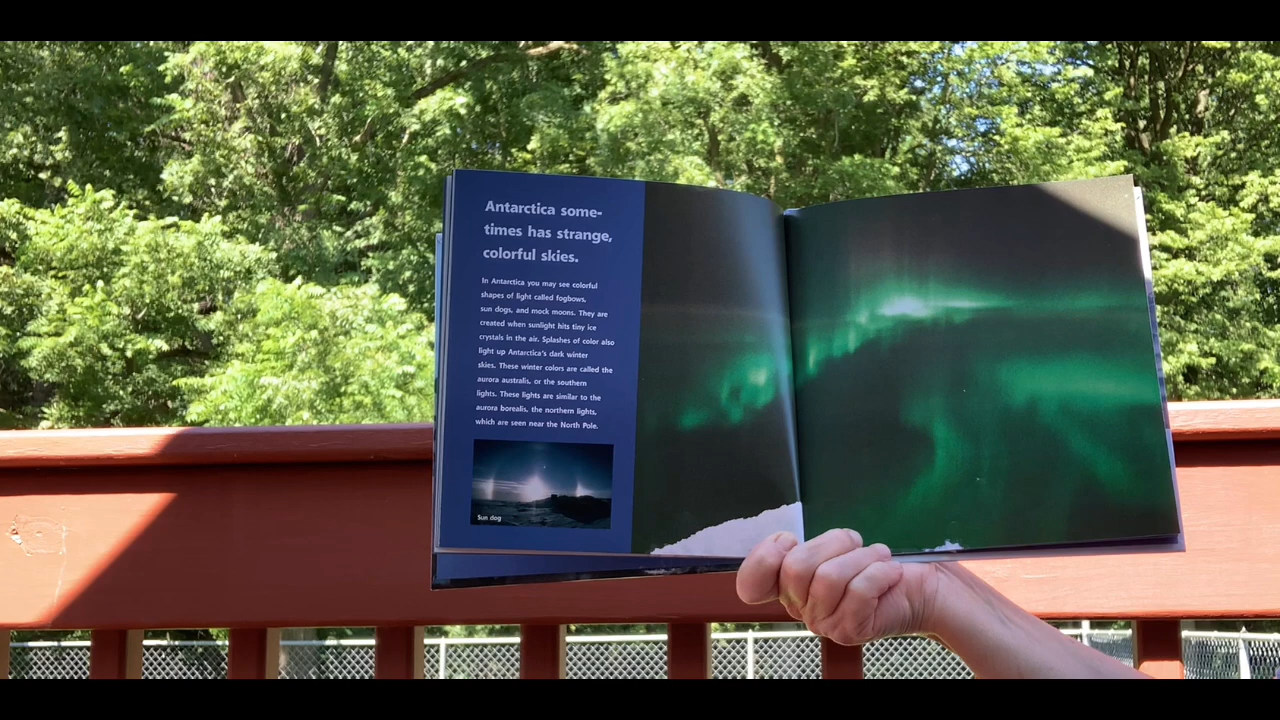 Antarctica some-
times has strange,
colorful skies.
In Antarctica you may see colorful
shapes of light called fogbows,
sun dogs, and mock moons. They are
created when sunlight hits tiny ice
crystals in the air. Splashes of color also
light up Antarctica's dark winter
skies. These winter colors are called the
aurora australis, or the southern
lights. These lights are similar to the
aurora borealis, the northern lights,
which are seen near the North Pole.
Sun dog